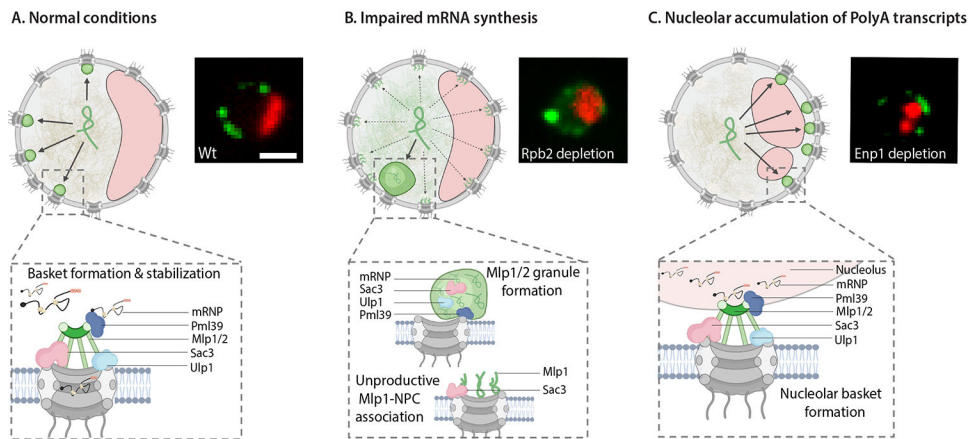 A. Normal conditions
Wt
Basket formation & stabilization
mRNP
Pml39
Mlp1/2
Sac3
Ulp1
B. Impaired mRNA synthesis
Rpb2 depletion
mRNP
Sac3
Ulp1
Pml39
Mlp1/2 granule
formation
Unproductive
Mlp1-NPC
association
Mlp1
Sac3
C. Nucleolar accumulation of PolyA transcripts
Enp1 depletion
Nucleolus
mRNP
Pml39
Mlp1/2
Sac3
Ulp1
Nucleolar basket
formation